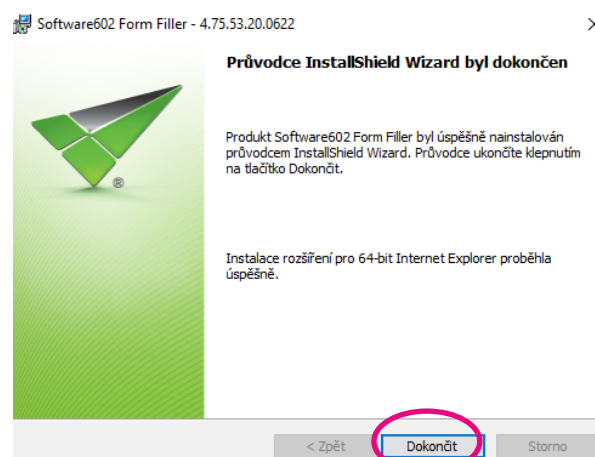 Software602 Form Filler - 4.75.53.20.0622
Průvodce InstallShield Wizard byl dokončen
Produkt Software602 Form Filler byl úspěšně nainstalován
průvodcem InstallShield Wizard. Průvodce ukončíte klepnutím
na tlačítko Dokončit.
®
Instalace rozšíření pro 64-bit Internet Explorer proběhla
úspěšně.
< Zpět
Dokončit
Storno